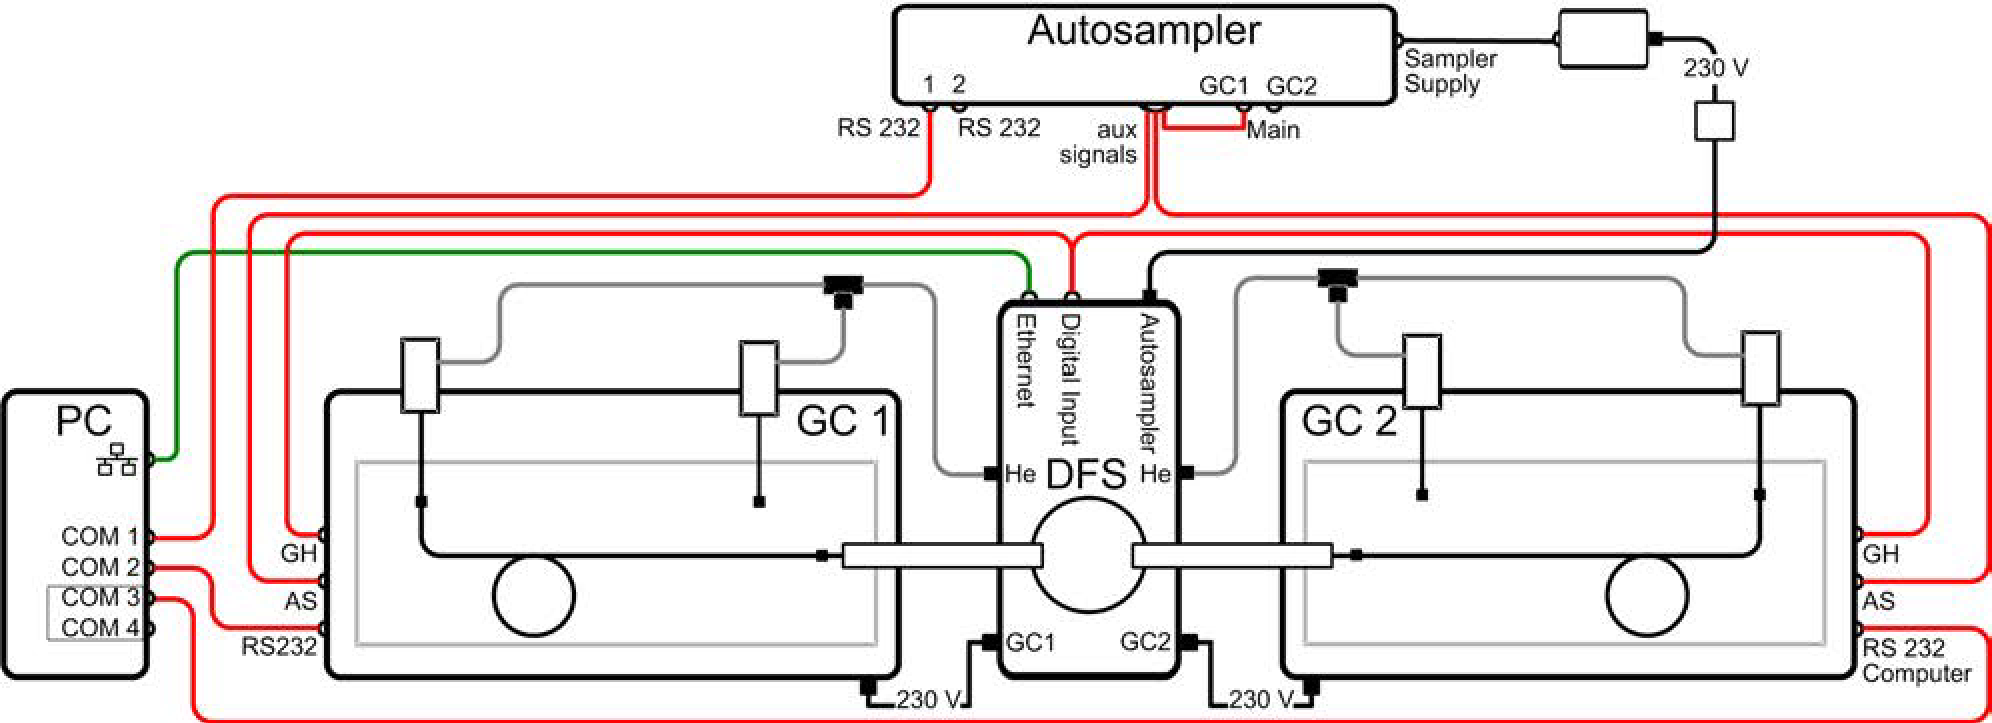 Autosampler
1 2
GC1 GC2
Sampler
Supply
230 V
RS 232
RS 232
aux
signals
Main
Ethernet
Digital Input
Autosampler
PC
COM 1
COM 2
COM 3
COM 4
GH
AS
RS232
GC 1
He
DFS
He
GC1
GC2
230 V
230 V
GC 2
GH
AS
RS 232
Computer